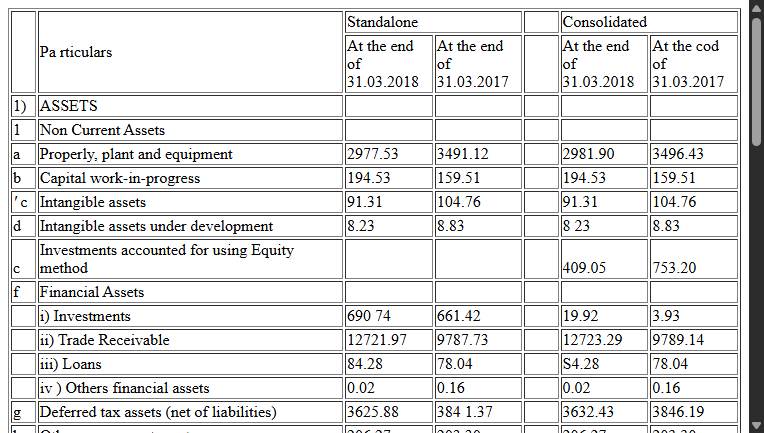 Standalone Consolidated
Pa rticulars At the end of 31.03.2018 At the end of 31.03.2017 At the end of 31.03.2018 At the cod of 31.03.2017
1) ASSETS
1 Non Current Assets
a Properly, plant and equipment 2977.53 3491.12 2981.90 3496.43
b Capital work-in-progress 194.53 159.51 194.53 159.51
'c Intangible assets 91.31 104.76 91.31 104.76
d Intangible assets under development 8.23 8.83 8 23 8.83
c Investments accounted for using Equity method 409.05 753.20
f Financial Assets
i) Investments 690 74 661.42 19.92 3.93
ii) Trade Receivable 12721.97 9787.73 12723.29 9789.14
iii) Loans 84.28 78.04 S4.28 78.04
iv ) Others financial assets 0.02 0.16 0.02 0.16
g Deferred tax assets (net of liabilities) 3625.88 384 1.37 3632.43 3846.19